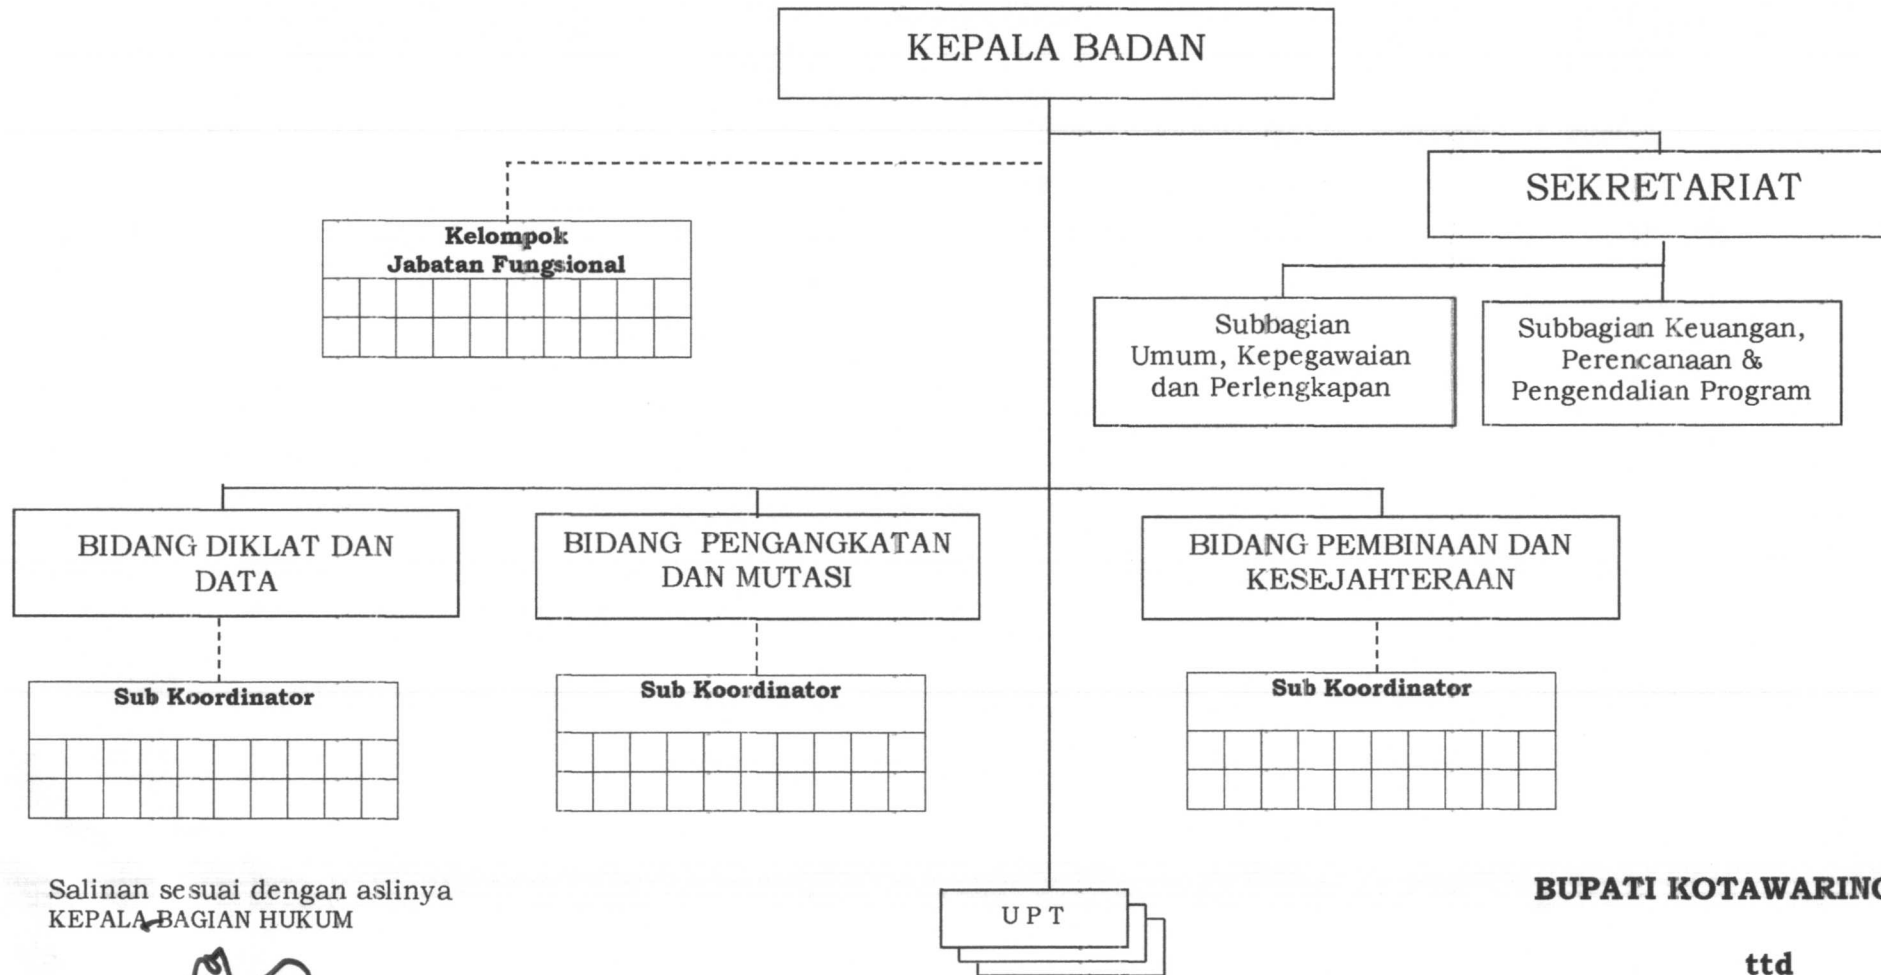 KEPALA BADAN
SEKRETARIAT
Kelompok
Jabatan Fungsional
Subbagian
Umum, Kepegawaian
dan Perlengkapan
Subbagian Keuangan,
Perencanaan &
Pengendalian Program
BIDANG DIKLAT DAN
DATA
BIDANG PENGANGKATAN
DAN MUTASI
BIDANG PEMBINAAN DAN
KESEJAHTERAAN
Sub Koordinator
Sub Koordinator
Sub Koordinator
Salinan sesuai dengan aslinya
KEPALA BAGIAN HUKUM
U P T
BUPATI KOTAWARING
ttd